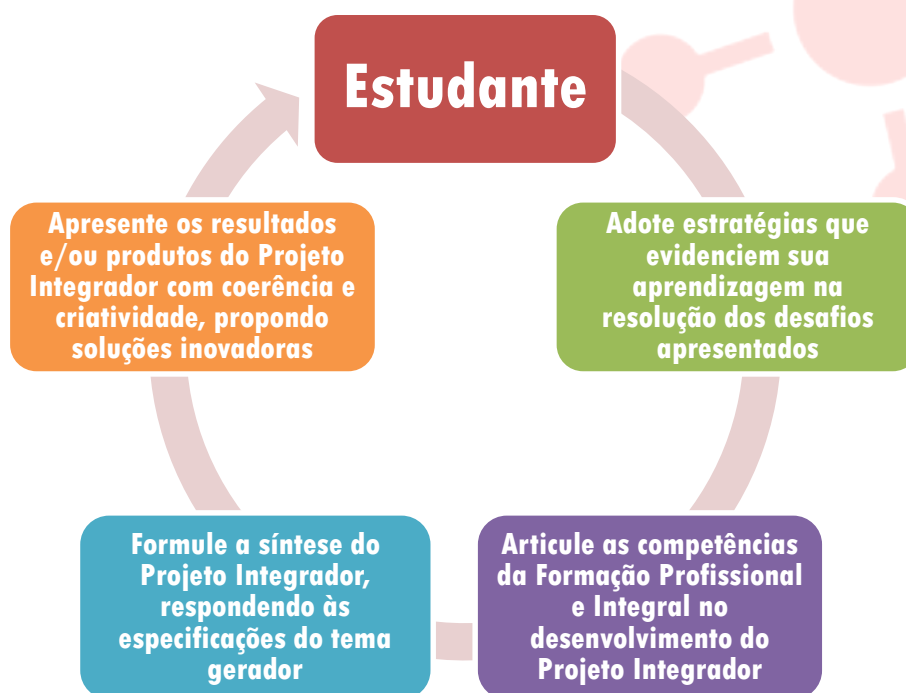 Estudante
Adote estratégias que
evidenciem sua
aprendizagem na
resolução dos desafios
apresentados
Articule as competências
da Formação Profissional
e Integral no
desenvolvimento do
Projeto Integrador
Formule a síntese do
Projeto Integrador,
respondendo às
especificações do tema
gerador
Apresente os resultados
e/ou produtos do Projeto
Integrador com coerência e
criatividade, propondo
soluções inovadoras